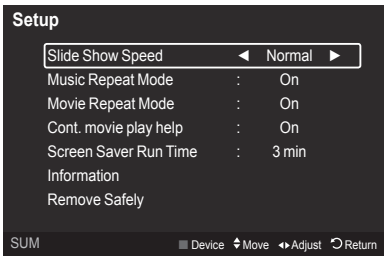 Setup
Slide Show Speed ◀ Normal ▶
Music Repeat Mode : On
Movie Repeat Mode : On
Cont. movie play help : On
Screen Saver Run Time : 3 min
Information
Remove Safely
SUM Device Move Adjust Return